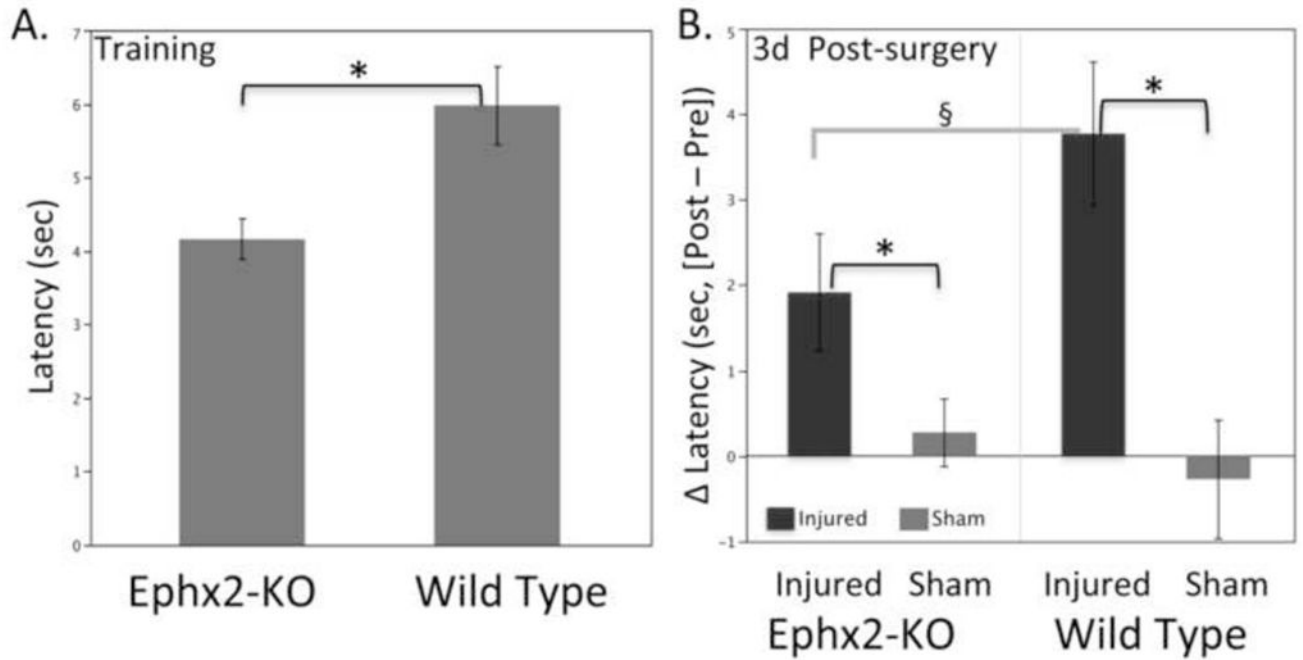 A.
Training
*
Latency (sec)
7
6
5
4
3
2
1
0
Ephx2-KO Wild Type
B.
3d Post-surgery
*
§
*
Δ Latency (sec, [Post – Pre])
5
4
3
2
1
0
-1
Injured Sham
Injured Sham Injured Sham
Ephx2-KO Wild Type